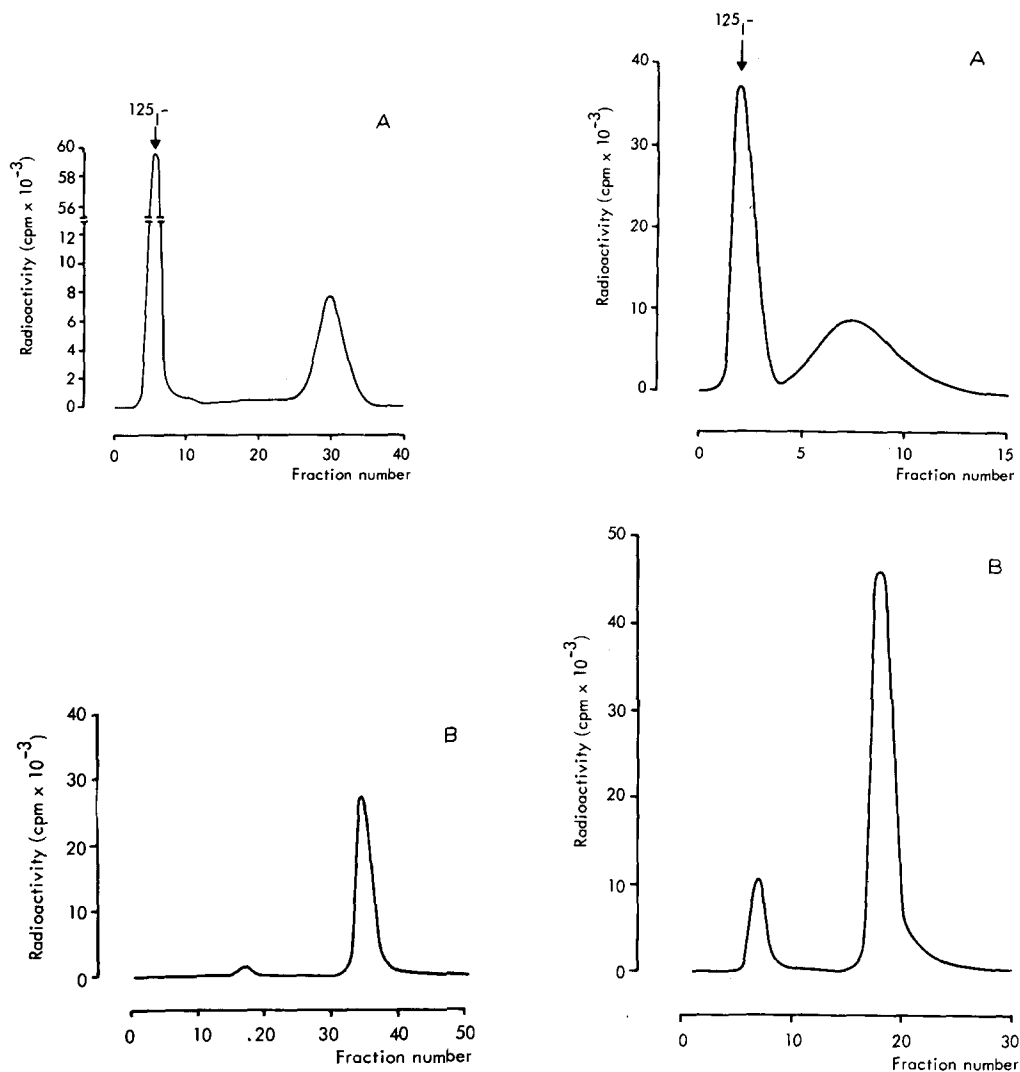 125I-
A
Radioactivity (cpm x 10-3)
60
58
56
12
10
8
6
4
2
0
0 10 20 30 40
Fraction number
125I-
A
Radioactivity (cpm x 10-3)
40
30
20
10
0
0 5 10 15
Fraction number
B
Radioactivity (cpm x 10-3)
40
30
20
10
0
0 10 .20 30 40 50
Fraction number
B
Radioactivity (cpm x 10-3)
50
40
30
20
10
0
0 10 20 30
Fraction number